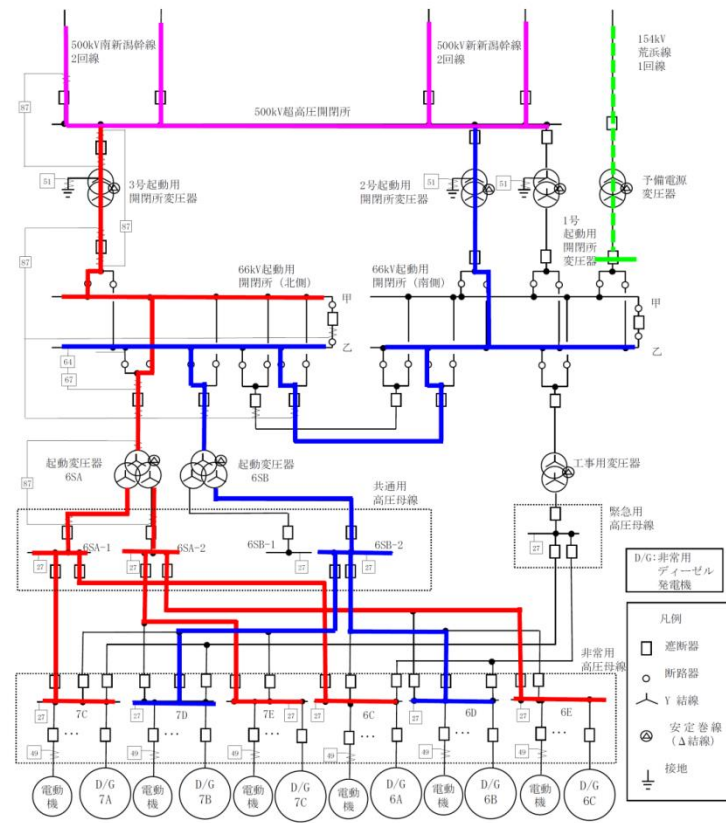 500kV南新潟幹線
2回線
500kV新新潟幹線
2回線
154kV
荒浜線
1回線
87
500kV超高圧開閉所
51
3号起動用
開閉所変圧器
87
2号起動用
開閉所変圧器
51
51
予備電源
変圧器
1号
起動用
開閉所
変圧器
87
66kV起動用
開閉所(北側)
66kV起動用
開閉所(南側)
甲
甲
乙
乙
64
67
起動変圧器
6SA
起動変圧器
6SB
工事用変圧器
87
共通用
高圧母線
緊急用
高圧母線
6SA-1
6SA-2
6SB-1
6SB-2
27
27
27
27
27
D/G:非常用
ディーゼル
発電機
凡例
遮断器
断路器
Y 結線
安定巻線
(Δ結線)
接地
非常用
高圧母線
7C
7D
7E
6C
6D
6E
27
27
27
27
27
27
…
…
…
…
…
…
49
49
49
49
49
49
電動
機
D/G
7A
電動
機
D/G
7B
電動
機
D/G
7C
電動
機
D/G
6A
電動
機
D/G
6B
電動
機
D/G
6C